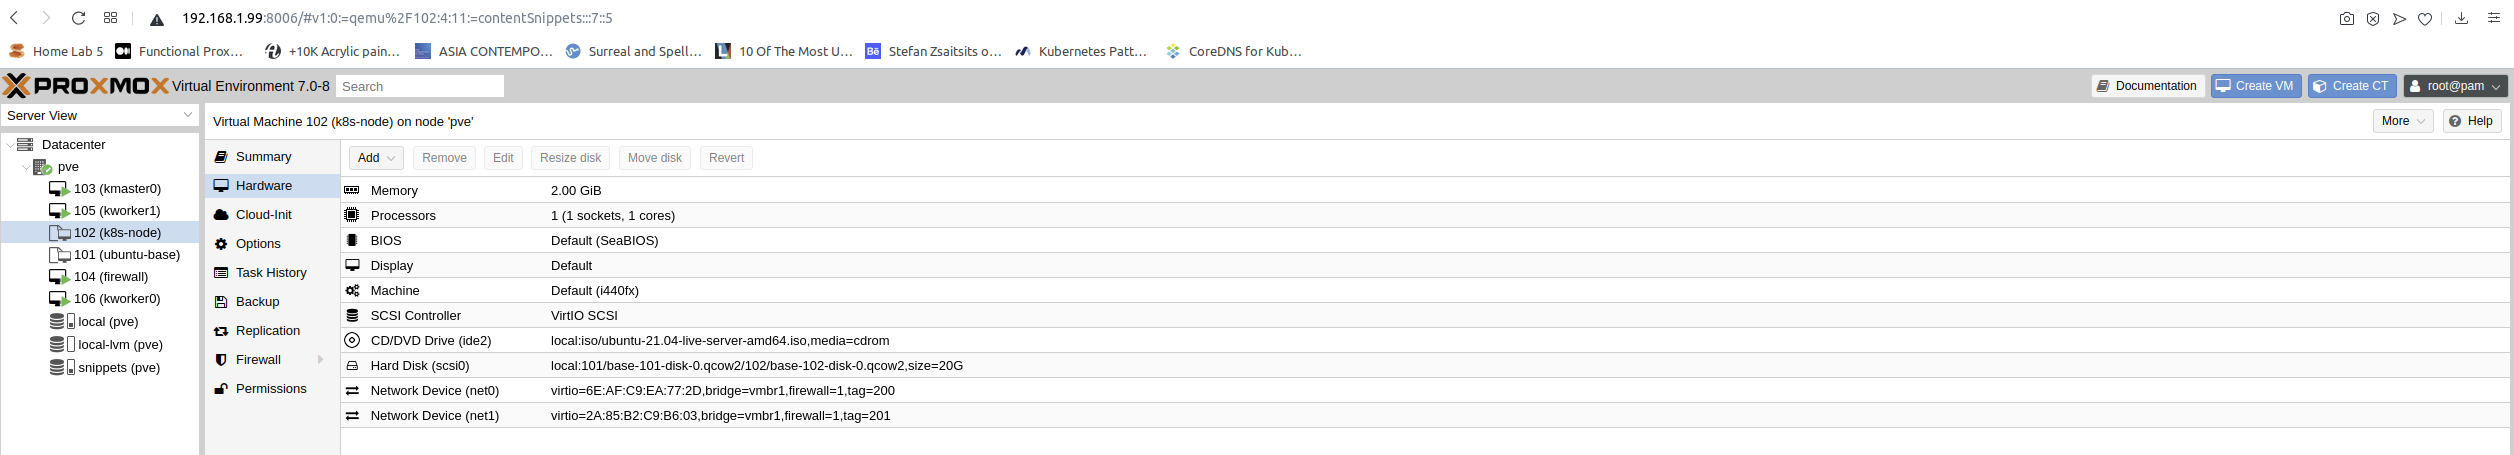 192.168.1.99:8006/#v1:0:=qemu%2F102:4:11:=contentSnippets:::7::5
Home Lab 5 Functional Prox... +10K Acrylic pain... ASIA CONTEMPO... Surreal and Spell... 10 Of The Most U... Stefan Zsaitsits o... Kubernetes Patt... CoreDNS for Kub...
PROXMOX Virtual Environment 7.0-8 Search Documentation Create VM Create CT root@pam
Server View
Virtual Machine 102 (k8s-node) on node 'pve' More Help
Datacenter
pve
103 (kmaster0)
105 (kworker1)
102 (k8s-node)
101 (ubuntu-base)
104 (firewall)
106 (kworker0)
local (pve)
local-lvm (pve)
snippets (pve)
Summary
Hardware
Cloud-Init
Options
Task History
Backup
Replication
Firewall
Permissions
Add Remove Edit Resize disk Move disk Revert
Memory 2.00 GiB
Processors 1 (1 sockets, 1 cores)
BIOS Default (SeaBIOS)
Display Default
Machine Default (i440fx)
SCSI Controller VirtIO SCSI
CD/DVD Drive (ide2) local:iso/ubuntu-21.04-live-server-amd64.iso,media=cdrom
Hard Disk (scsi0) local:101/base-101-disk-0.qcow2/102/base-102-disk-0.qcow2,size=20G
Network Device (net0) virtio=6E:AF:C9:EA:77:2D,bridge=vmbr1,firewall=1,tag=200
Network Device (net1) virtio=2A:85:B2:C9:B6:03,bridge=vmbr1,firewall=1,tag=201